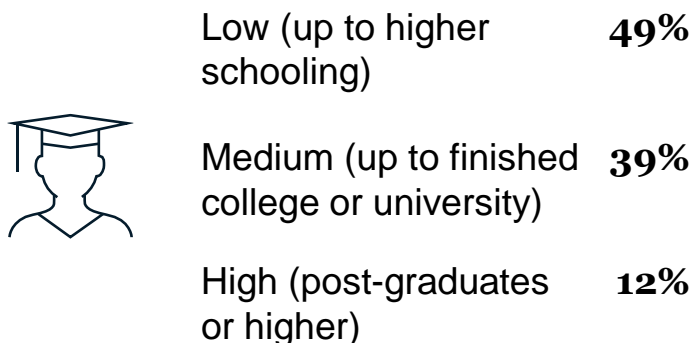 Low (up to higher 49%
schooling)
Medium (up to finished 39%
college or university)
High (post-graduates 12%
or higher)